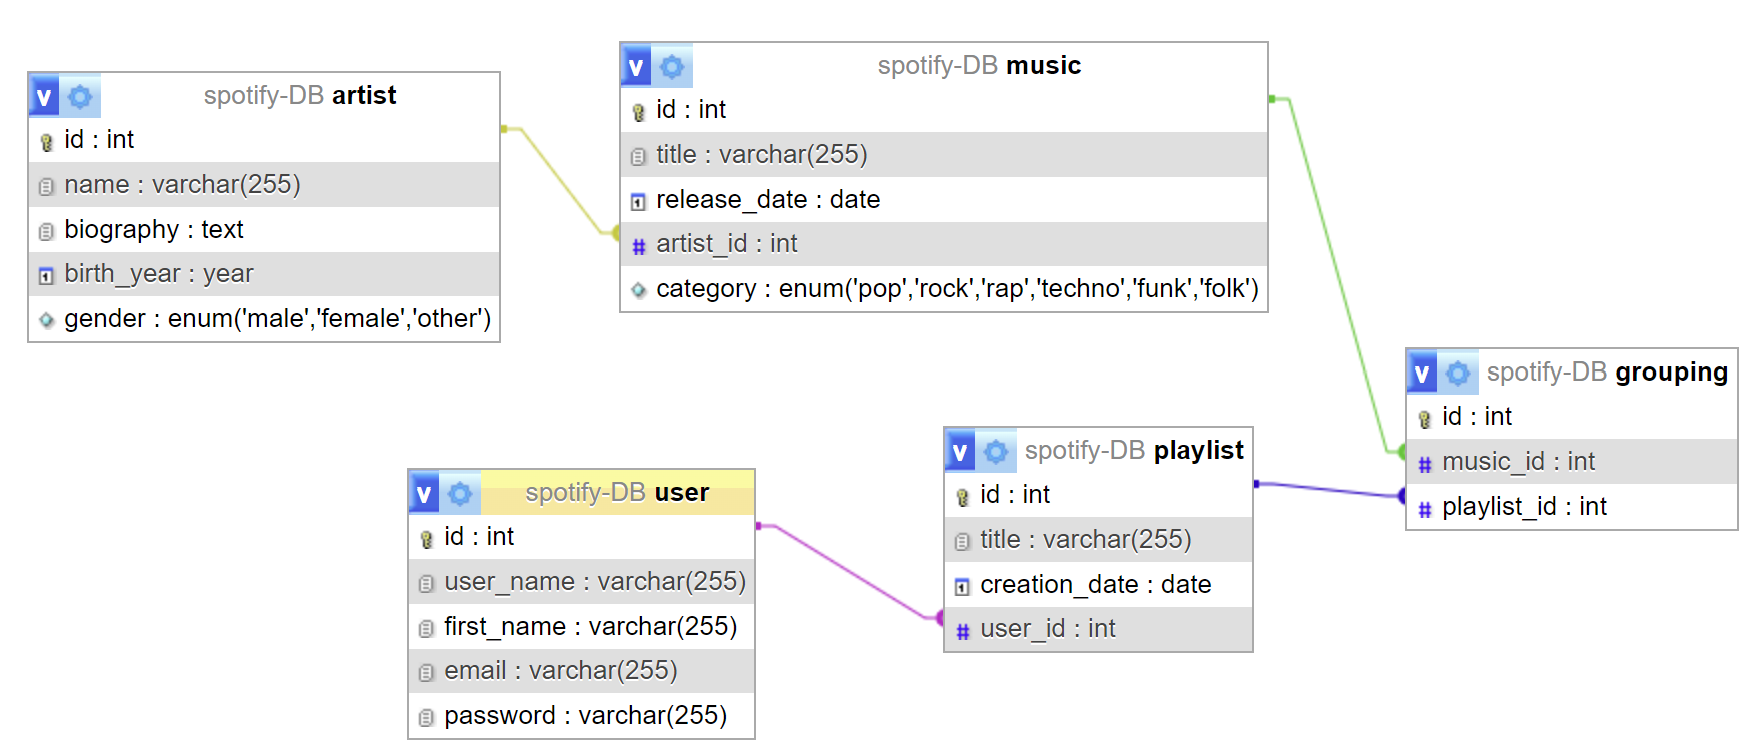 v spotify-DB artist
id : int
name : varchar(255)
biography : text
birth_year : year
gender : enum('male','female','other')
v spotify-DB music
id : int
title : varchar(255)
release_date : date
# artist_id : int
category : enum('pop','rock','rap','techno','funk','folk')
v spotify-DB grouping
id : int
# music_id : int
# playlist_id : int
v spotify-DB playlist
id : int
title : varchar(255)
creation_date : date
# user_id : int
v spotify-DB user
id : int
user_name : varchar(255)
first_name : varchar(255)
email : varchar(255)
password : varchar(255)